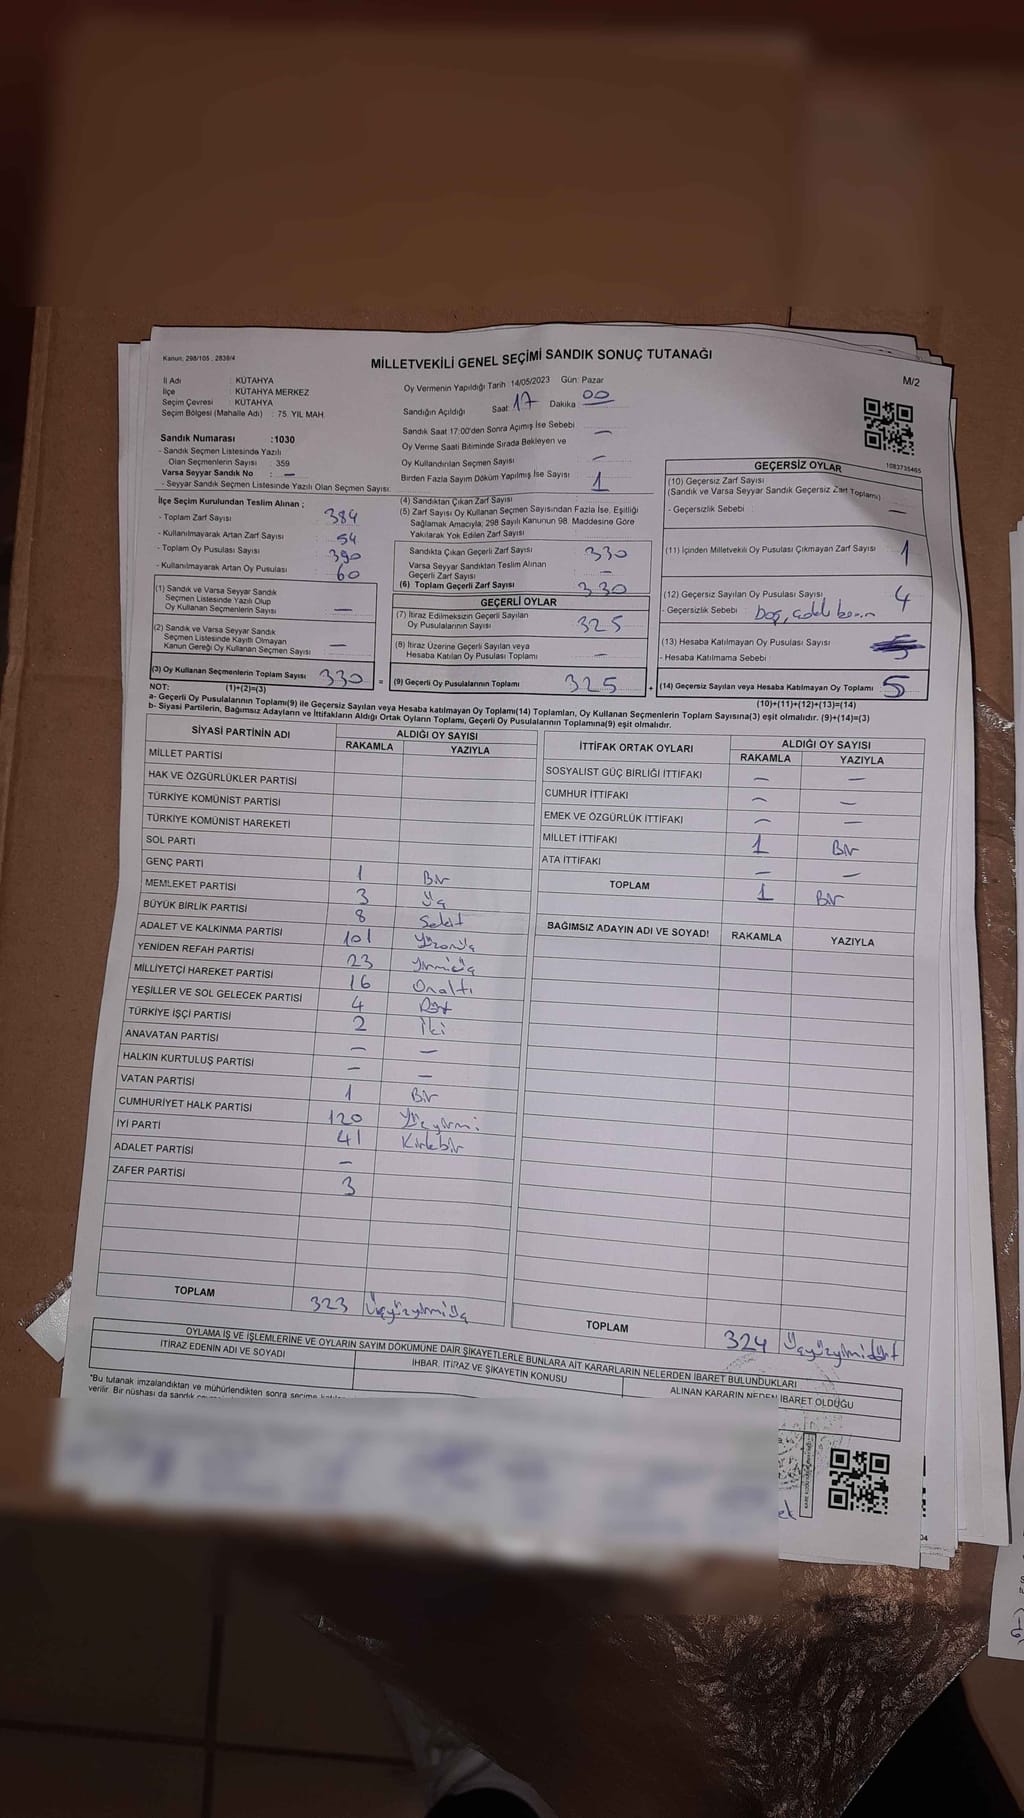 Kanun; 298/105 , 2839/4
MİLLETVEKİLİ GENEL SEÇİMİ SANDIK SONUÇ TUTANAĞI
M/2
İl Adı : KÜTAHYA
İlçe : KÜTAHYA MERKEZ
Seçim Çevresi : KÜTAHYA
Seçim Bölgesi (Mahalle Adı) : 75. YIL MAH.
Oy Vermenin Yapıldığı Tarih 14/05/2023 Gün: Pazar
Sandığın Açıldığı Saat 17 Dakika 00
Sandık Saat 17:00'den Sonra Açımış İse Sebebi —
Oy Verme Saati Bitiminde Sırada Bekleyen ve
Oy Kullandırılan Seçmen Sayısı —
Birden Fazla Sayım Döküm Yapılmış İse Sayısı 1
Sandık Numarası :1030
- Sandık Seçmen Listesinde Yazılı
Olan Seçmenlerin Sayısı 359
Varsa Seyyar Sandık No : —
- Seyyar Sandık Seçmen Listesinde Yazılı Olan Seçmen Sayısı:
1083735465
İlçe Seçim Kurulundan Teslim Alınan ;
- Toplam Zarf Sayısı 384
- Kullanılmayarak Artan Zarf Sayısı 54
- Toplam Oy Pusulası Sayısı 390
- Kullanılmayarak Artan Oy Pusulası 60
(1) Sandık ve Varsa Seyyar Sandık
Seçmen Listesinde Yazılı Olup
Oy Kullanan Seçmenlerin Sayısı —
(2) Sandık ve Varsa Seyyar Sandık
Seçmen Listesinde Kayıtlı Olmayan
Kanun Gereği Oy Kullanan Seçmen Sayısı —
(3) Oy Kullanan Seçmenlerin Toplam Sayısı 330 =
(4) Sandıktan Çıkan Zarf Sayısı
(5) Zarf Sayısı Oy Kullanan Seçmen Sayısından Fazla İse, Eşitliği
Sağlamak Amacıyla; 298 Sayılı Kanunun 98. Maddesine Göre
Yakılarak Yok Edilen Zarf Sayısı
Sandıkta Çıkan Geçerli Zarf Sayısı 330
Varsa Seyyar Sandıktan Teslim Alınan
Geçerli Zarf Sayısı —
(6) Toplam Geçerli Zarf Sayısı 330
GEÇERLİ OYLAR
(7) İtiraz Edilmeksizin Geçerli Sayılan
Oy Pusulalarının Sayısı 325
(8) İtiraz Üzerine Geçerli Sayılan veya
Hesaba Katılan Oy Pusulası Toplamı —
(9) Geçerli Oy Pusulalarının Toplamı 325 +
GEÇERSİZ OYLAR
(10) Geçersiz Zarf Sayısı
(Sandık ve Varsa Seyyar Sandık Geçersiz Zarf Toplamı)
- Geçersizlik Sebebi : —
(11) İçinden Milletvekili Oy Pusulası Çıkmayan Zarf Sayısı 1
(12) Geçersiz Sayılan Oy Pusulası Sayısı 4
- Geçersizlik Sebebi : boş,
(13) Hesaba Katılmayan Oy Pusulası Sayısı
- Hesaba Katılmama Sebebi :
(14) Geçersiz Sayılan veya Hesaba Katılmayan Oy Toplamı 5
NOT: (1)+(2)=(3) (10)+(11)+(12)+(13)=(14)
a- Geçerli Oy Pusulalarının Toplamı(9) ile Geçersiz Sayılan veya Hesaba katılmayan Oy Toplamı(14) Toplamları, Oy Kullanan Seçmenlerin Toplam Sayısına(3) eşit olmalıdır. (9)+(14)=(3)
b- Siyasi Partilerin, Bağımsız Adayların ve İttifakların Aldığı Ortak Oyların Toplamı, Geçerli Oy Pusulalarının Toplamına(9) eşit olmalıdır.
SİYASİ PARTİNİN ADI ALDIĞI OY SAYISI
RAKAMLA YAZIYLA
MİLLET PARTİSİ
HAK VE ÖZGÜRLÜKLER PARTİSİ
TÜRKİYE KOMÜNİST PARTİSİ
TÜRKİYE KOMÜNİST HAREKETİ
SOL PARTİ
GENÇ PARTİ 1 Bir
MEMLEKET PARTİSİ 3 Üç
BÜYÜK BİRLİK PARTİSİ 8 Sekiz
ADALET VE KALKINMA PARTİSİ 101
YENİDEN REFAH PARTİSİ 23 Yirmiüç
MİLLİYETÇİ HAREKET PARTİSİ 16 Onaltı
YEŞİLLER VE SOL GELECEK PARTİSİ 4 Dört
TÜRKİYE İŞÇİ PARTİSİ 2 İki
ANAVATAN PARTİSİ — —
HALKIN KURTULUŞ PARTİSİ — —
VATAN PARTİSİ 1 Bir
CUMHURİYET HALK PARTİSİ 120 Yüzyirmi
İYİ PARTİ 41 Kırkbir
ADALET PARTİSİ —
ZAFER PARTİSİ 3
TOPLAM 323 Üçyüzyirmiüç
İTTİFAK ORTAK OYLARI ALDIĞI OY SAYISI
RAKAMLA YAZIYLA
SOSYALİST GÜÇ BİRLİĞİ İTTİFAKI — —
CUMHUR İTTİFAKI — —
EMEK VE ÖZGÜRLÜK İTTİFAKI — —
MİLLET İTTİFAKI 1 Bir
ATA İTTİFAKI — —
TOPLAM 1 Bir
BAĞIMSIZ ADAYIN ADI VE SOYADI RAKAMLA YAZIYLA
TOPLAM 324 Üçyüzyirmidört
OYLAMA İŞ VE İŞLEMLERİNE VE OYLARIN SAYIM DÖKÜMÜNE DAİR ŞİKAYETLERLE BUNLARA AİT KARARLARIN NELERDEN İBARET BULUNDUKLARI
İTİRAZ EDENİN ADI VE SOYADI İHBAR, İTİRAZ VE ŞİKAYETİN KONUSU ALINAN KARARIN NEDEN İBARET OLDUĞU
"Bu tutanak imzalandıktan ve mühürlendikten sonra seçime
verilir. Bir nüshası da sandık